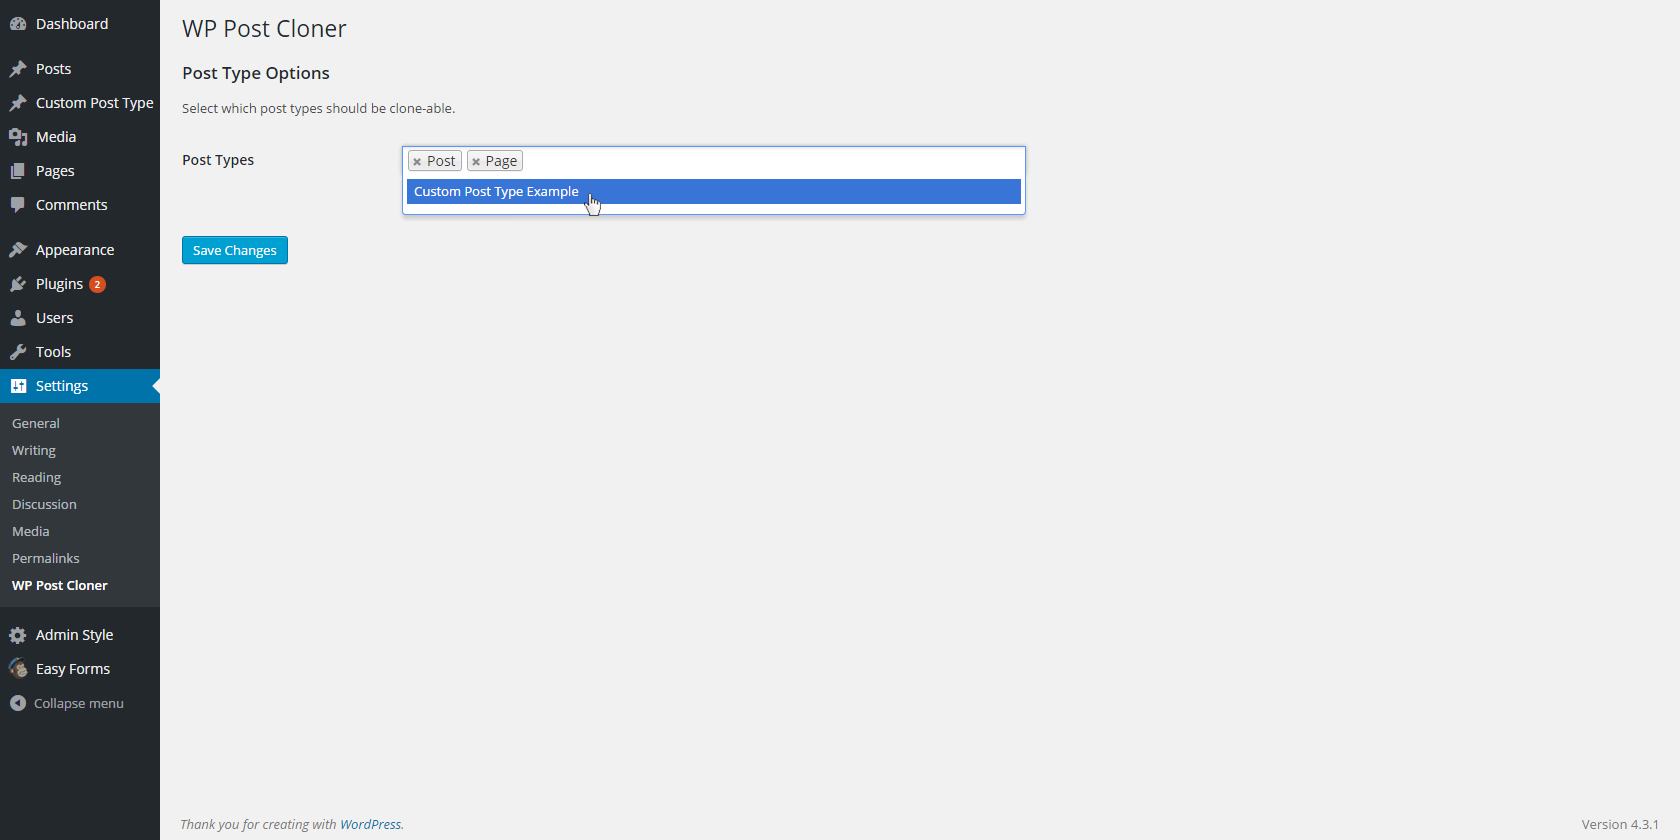 Dashboard
Posts
Custom Post Type
Media
Pages
Comments
Appearance
Plugins 2
Users
Tools
Settings
General
Writing
Reading
Discussion
Media
Permalinks
WP Post Cloner
Admin Style
Easy Forms
Collapse menu
WP Post Cloner
Post Type Options
Select which post types should be clone-able.
Post Types
× Post × Page
Custom Post Type Example
Save Changes
Thank you for creating with WordPress.
Version 4.3.1